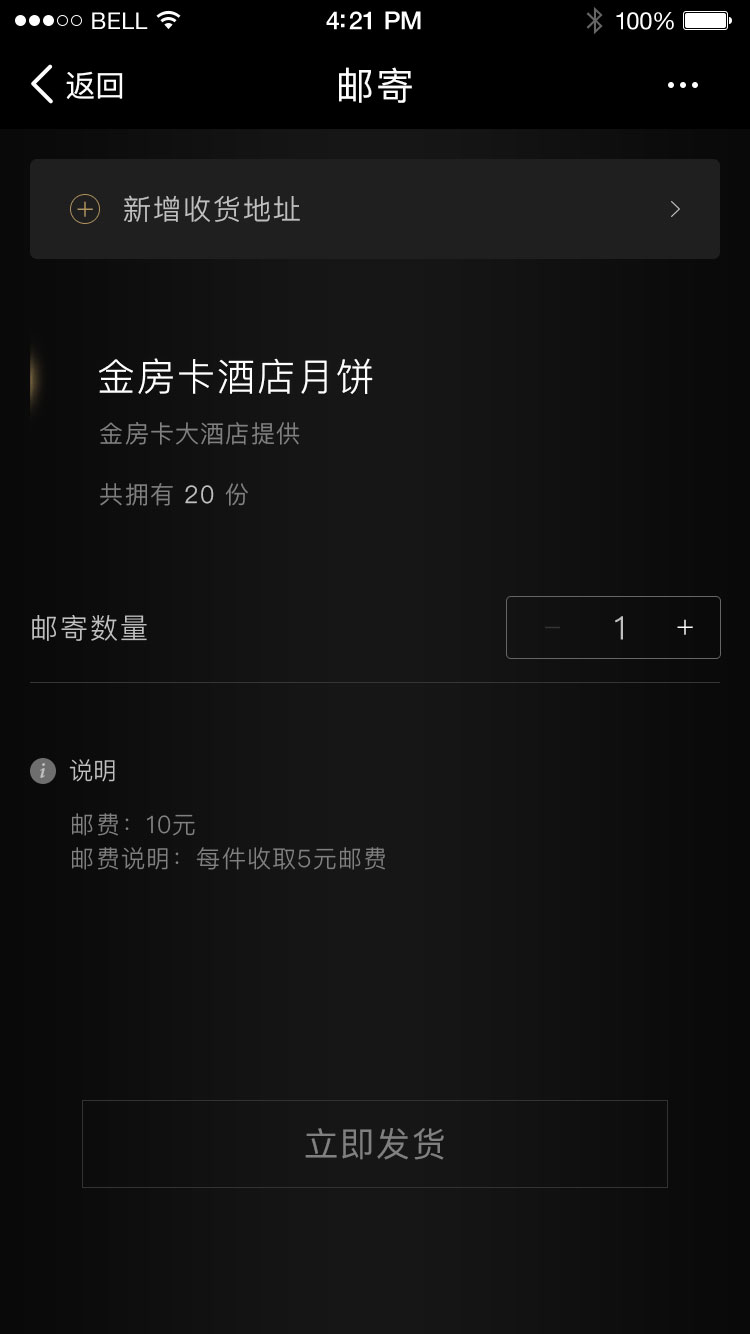 BELL 4:21 PM 100%
返回 邮寄 ···
新增收货地址
金房卡酒店月饼
金房卡大酒店提供
共拥有 20 份
邮寄数量 − 1 +
i 说明
邮费：10元
邮费说明：每件收取5元邮费
立即发货